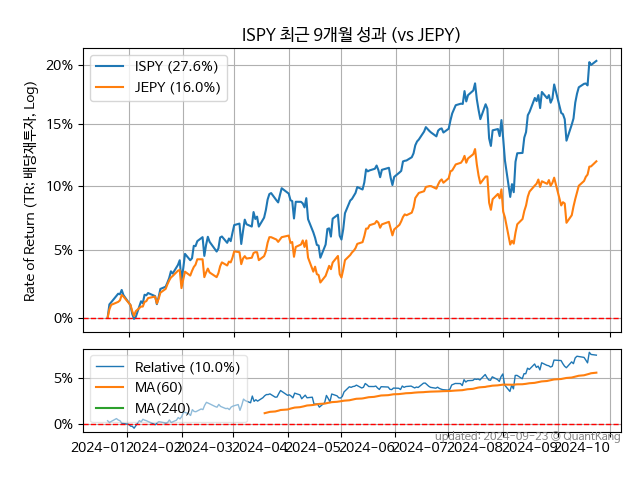 ISPY 최근 9개월 성과 (vs JEPY)
Rate of Return (TR: 배당재투자, Log)
20%
15%
10%
5%
0%
ISPY (27.6%)
JEPY (16.0%)
5%
0%
Relative (10.0%)
MA(60)
MA(240)
2024-01 2024-02 2024-03 2024-04 2024-05 2024-06 2024-07 2024-08 2024-09 2024-10
updated: 2024-09-23 @ QuantKang